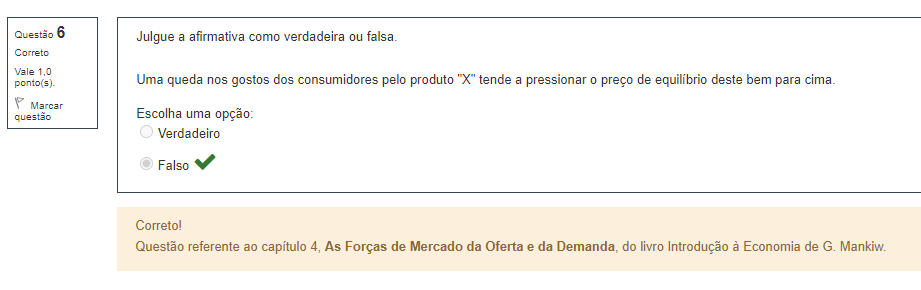 Questão 6
Correto
Vale 1,0
ponto(s).
Marcar
questão
Julgue a afirmativa como verdadeira ou falsa.
Uma queda nos gostos dos consumidores pelo produto "X" tende a pressionar o preço de equilíbrio deste bem para cima.
Escolha uma opção:
Verdadeiro
Falso
Correto!
Questão referente ao capítulo 4, As Forças de Mercado da Oferta e da Demanda, do livro Introdução à Economia de G. Mankiw.